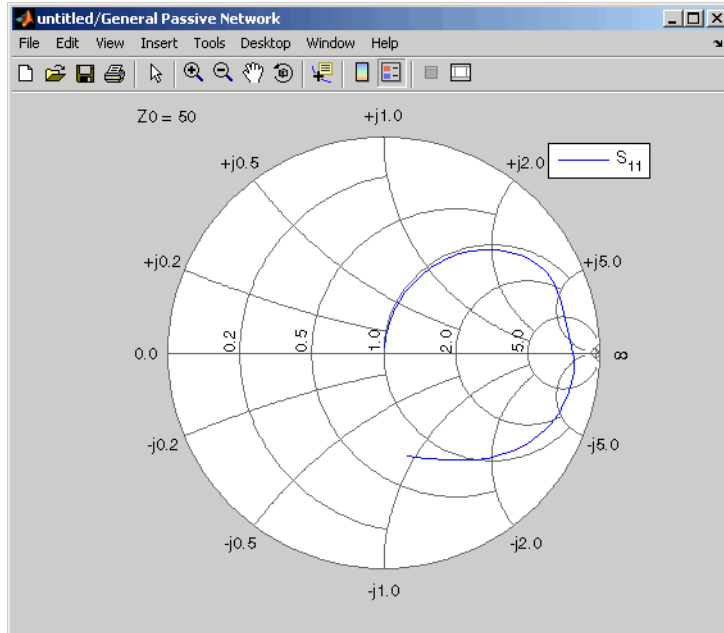 untitled/General Passive Network
File Edit View Insert Tools Desktop Window Help
Z0 = 50
+j1.0
S11
+j0.5
+j2.0
+j0.2
+j5.0
0.0
0.2
0.5
1.0
2.0
5.0
∞
-j0.2
-j5.0
-j0.5
-j2.0
-j1.0